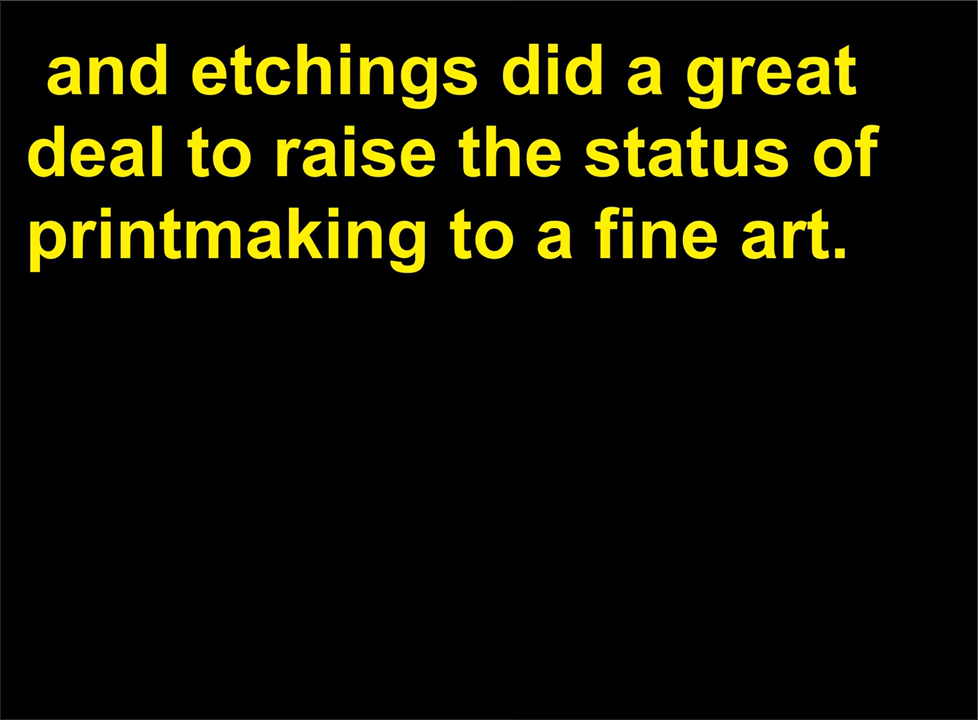 and etchings did a great
deal to raise the status of
printmaking to a fine art.